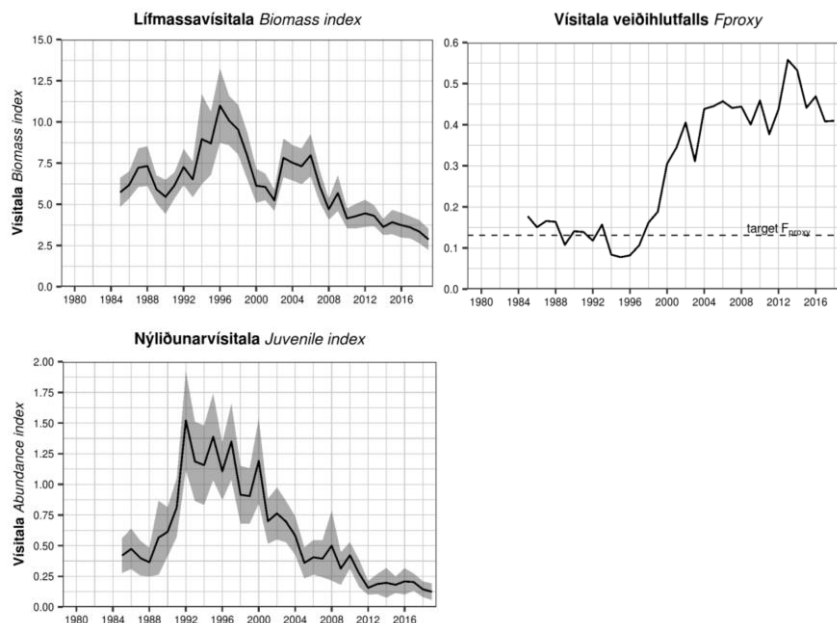 Lífmassavísitala Biomass index
15.0
12.5
10.0
7.5
5.0
2.5
0.0
Vísitala Biomass index
1980 1984 1988 1992 1996 2000 2004 2008 2012 2016
Vísitala veiðihlutfalls Fproxy
0.6
0.5
0.4
0.3
0.2
0.1
0.0
target Fproxy
1980 1984 1988 1992 1996 2000 2004 2008 2012 2016
Nýliðunarvísitala Juvenile index
2.00
1.75
1.50
1.25
1.00
0.75
0.50
0.25
0.00
Vísitala Abundance index
1980 1984 1988 1992 1996 2000 2004 2008 2012 2016